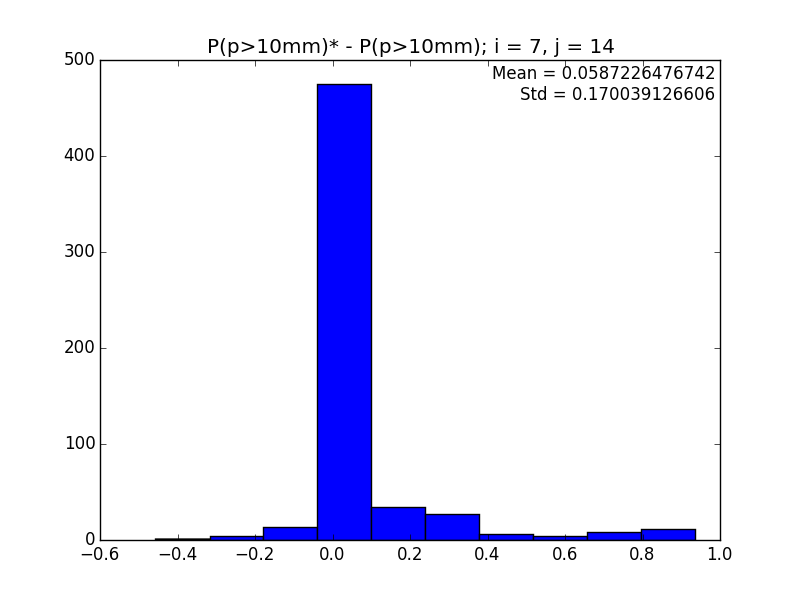 P(p>10mm)* - P(p>10mm); i = 7, j = 14
Mean = 0.0587226476742
Std = 0.170039126606
500
400
300
200
100
0
−0.6 −0.4 −0.2 0.0 0.2 0.4 0.6 0.8 1.0